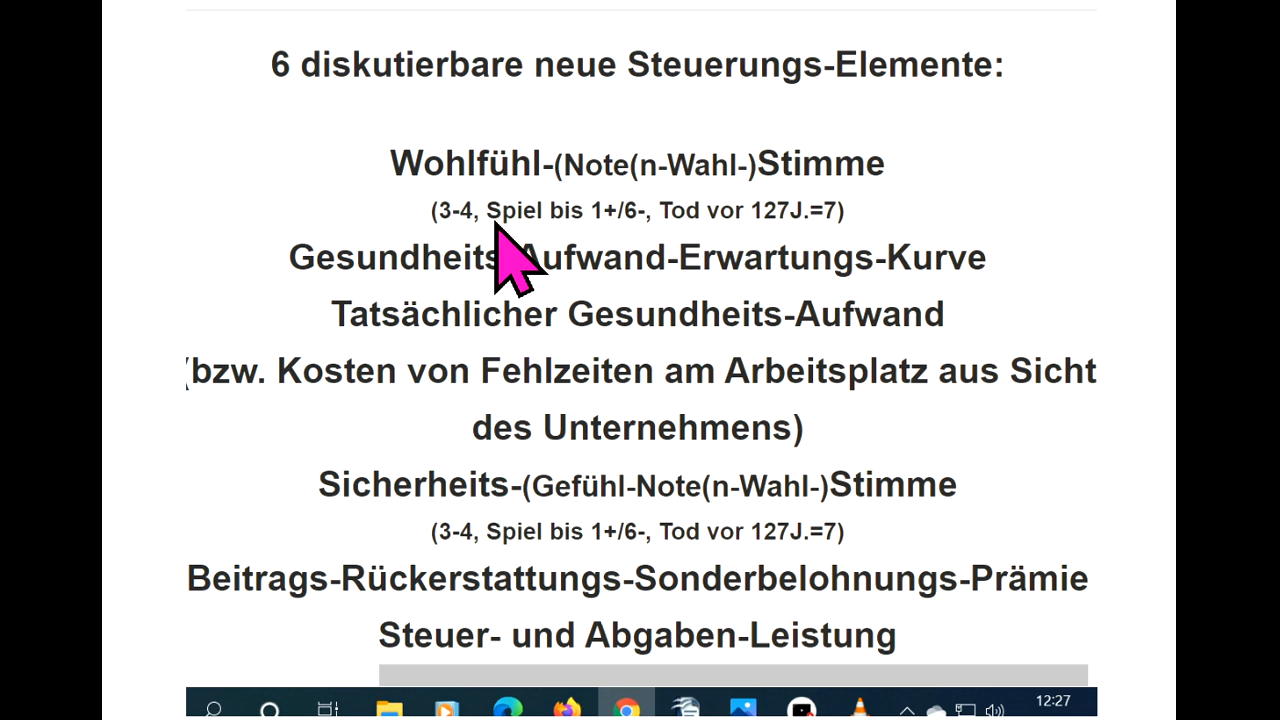 6 diskutierbare neue Steuerungs-Elemente:
Wohlfühl-(Note(n-Wahl-)Stimme
(3-4, Spiel bis 1+/6-, Tod vor 127J.=7)
Gesundheits-Aufwand-Erwartungs-Kurve
Tatsächlicher Gesundheits-Aufwand
(bzw. Kosten von Fehlzeiten am Arbeitsplatz aus Sicht
des Unternehmens)
Sicherheits-(Gefühl-Note(n-Wahl-)Stimme
(3-4, Spiel bis 1+/6-, Tod vor 127J.=7)
Beitrags-Rückerstattungs-Sonderbelohnungs-Prämie
Steuer- und Abgaben-Leistung
12:27